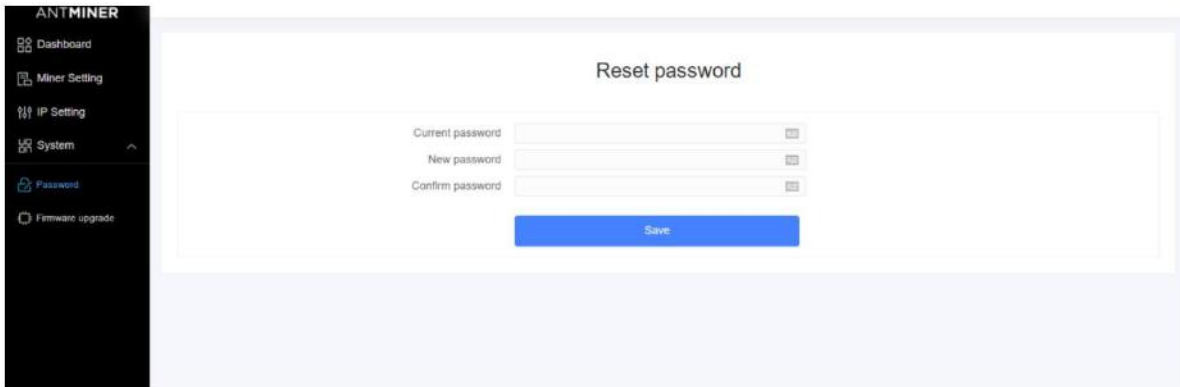 ANTMINER
Dashboard
Miner Setting
IP Setting
System
Password
Firmware upgrade
Reset password
Current password
New password
Confirm password
Save